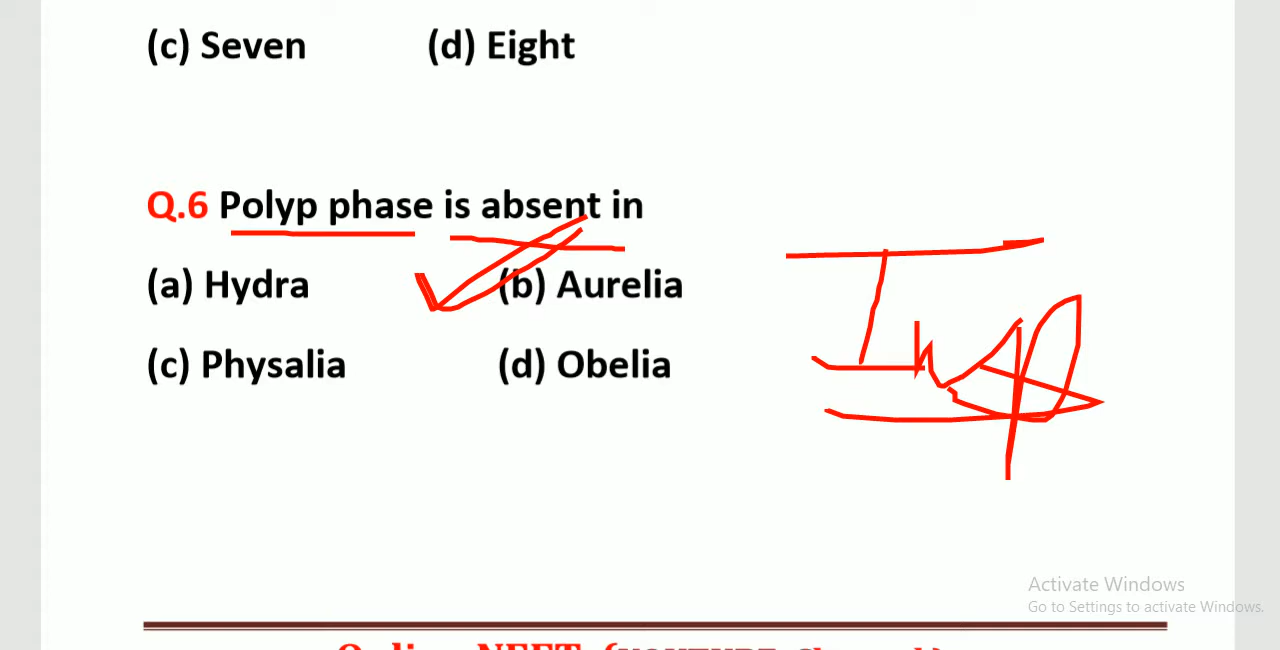 (c) Seven (d) Eight
Q.6 Polyp phase is absent in
(a) Hydra (b) Aurelia
(c) Physalia (d) Obelia
Imp
Activate Windows
Go to Settings to activate Windows.